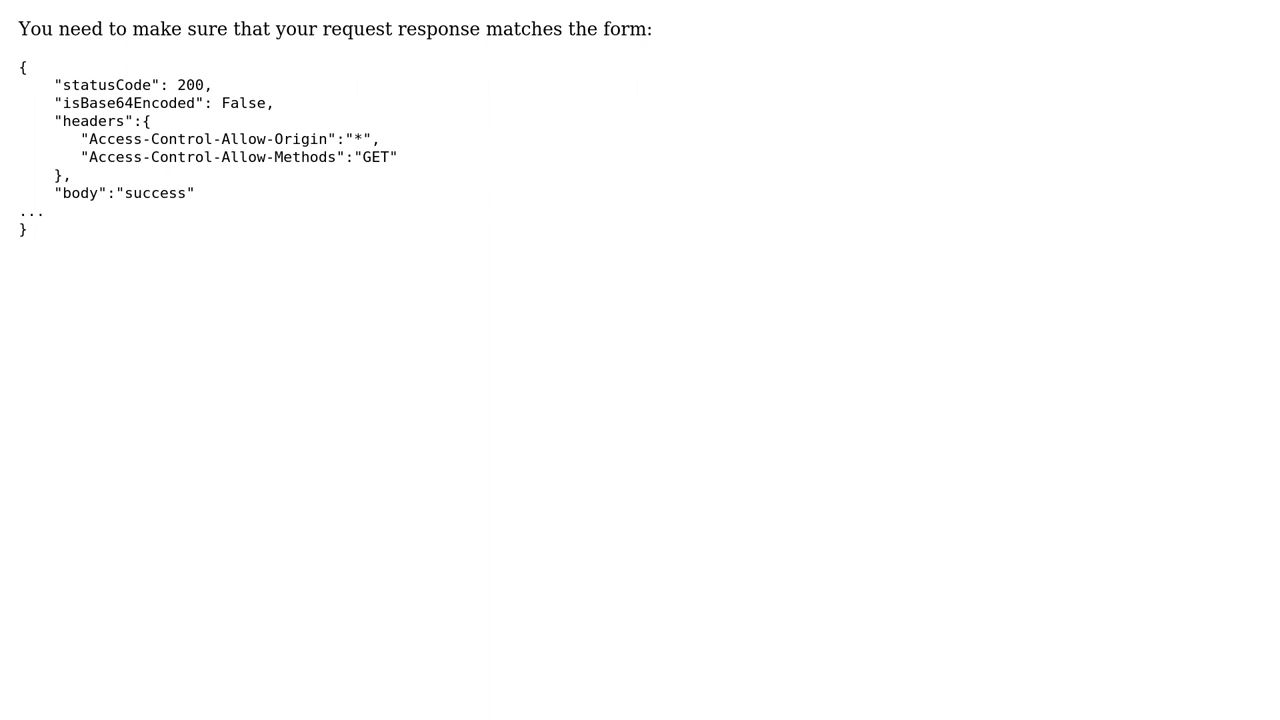 You need to make sure that your request response matches the form:
{
    "statusCode": 200,
    "isBase64Encoded": False,
    "headers":{
       "Access-Control-Allow-Origin":"*",
       "Access-Control-Allow-Methods":"GET"
    },
    "body":"success"
...
}